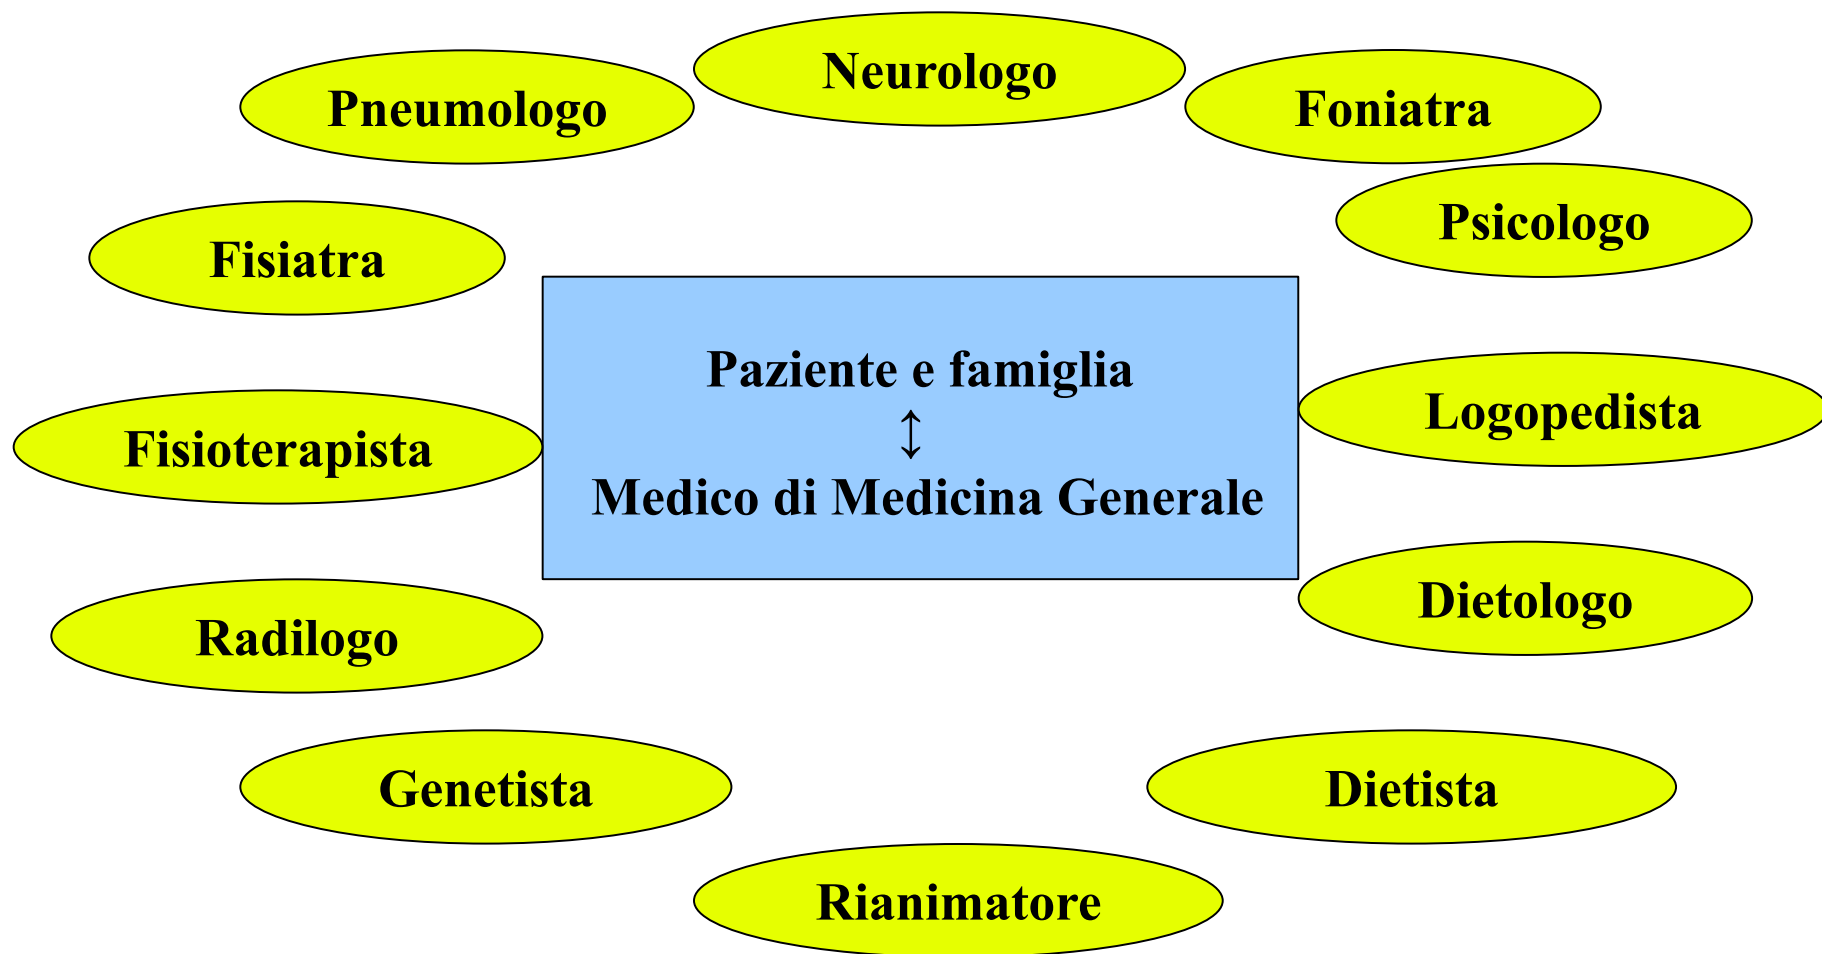 Neurologo
Pneumologo
Foniatra
Psicologo
Fisiatra
Paziente e famiglia
↕
Medico di Medicina Generale
Logopedista
Fisioterapista
Dietologo
Radilogo
Genetista
Dietista
Rianimatore